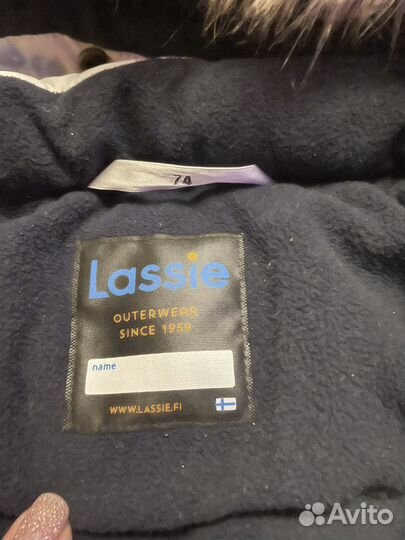 74
Lassie
OUTERWEAR
SINCE 1959
name
WWW.LASSIE.FI
Avito